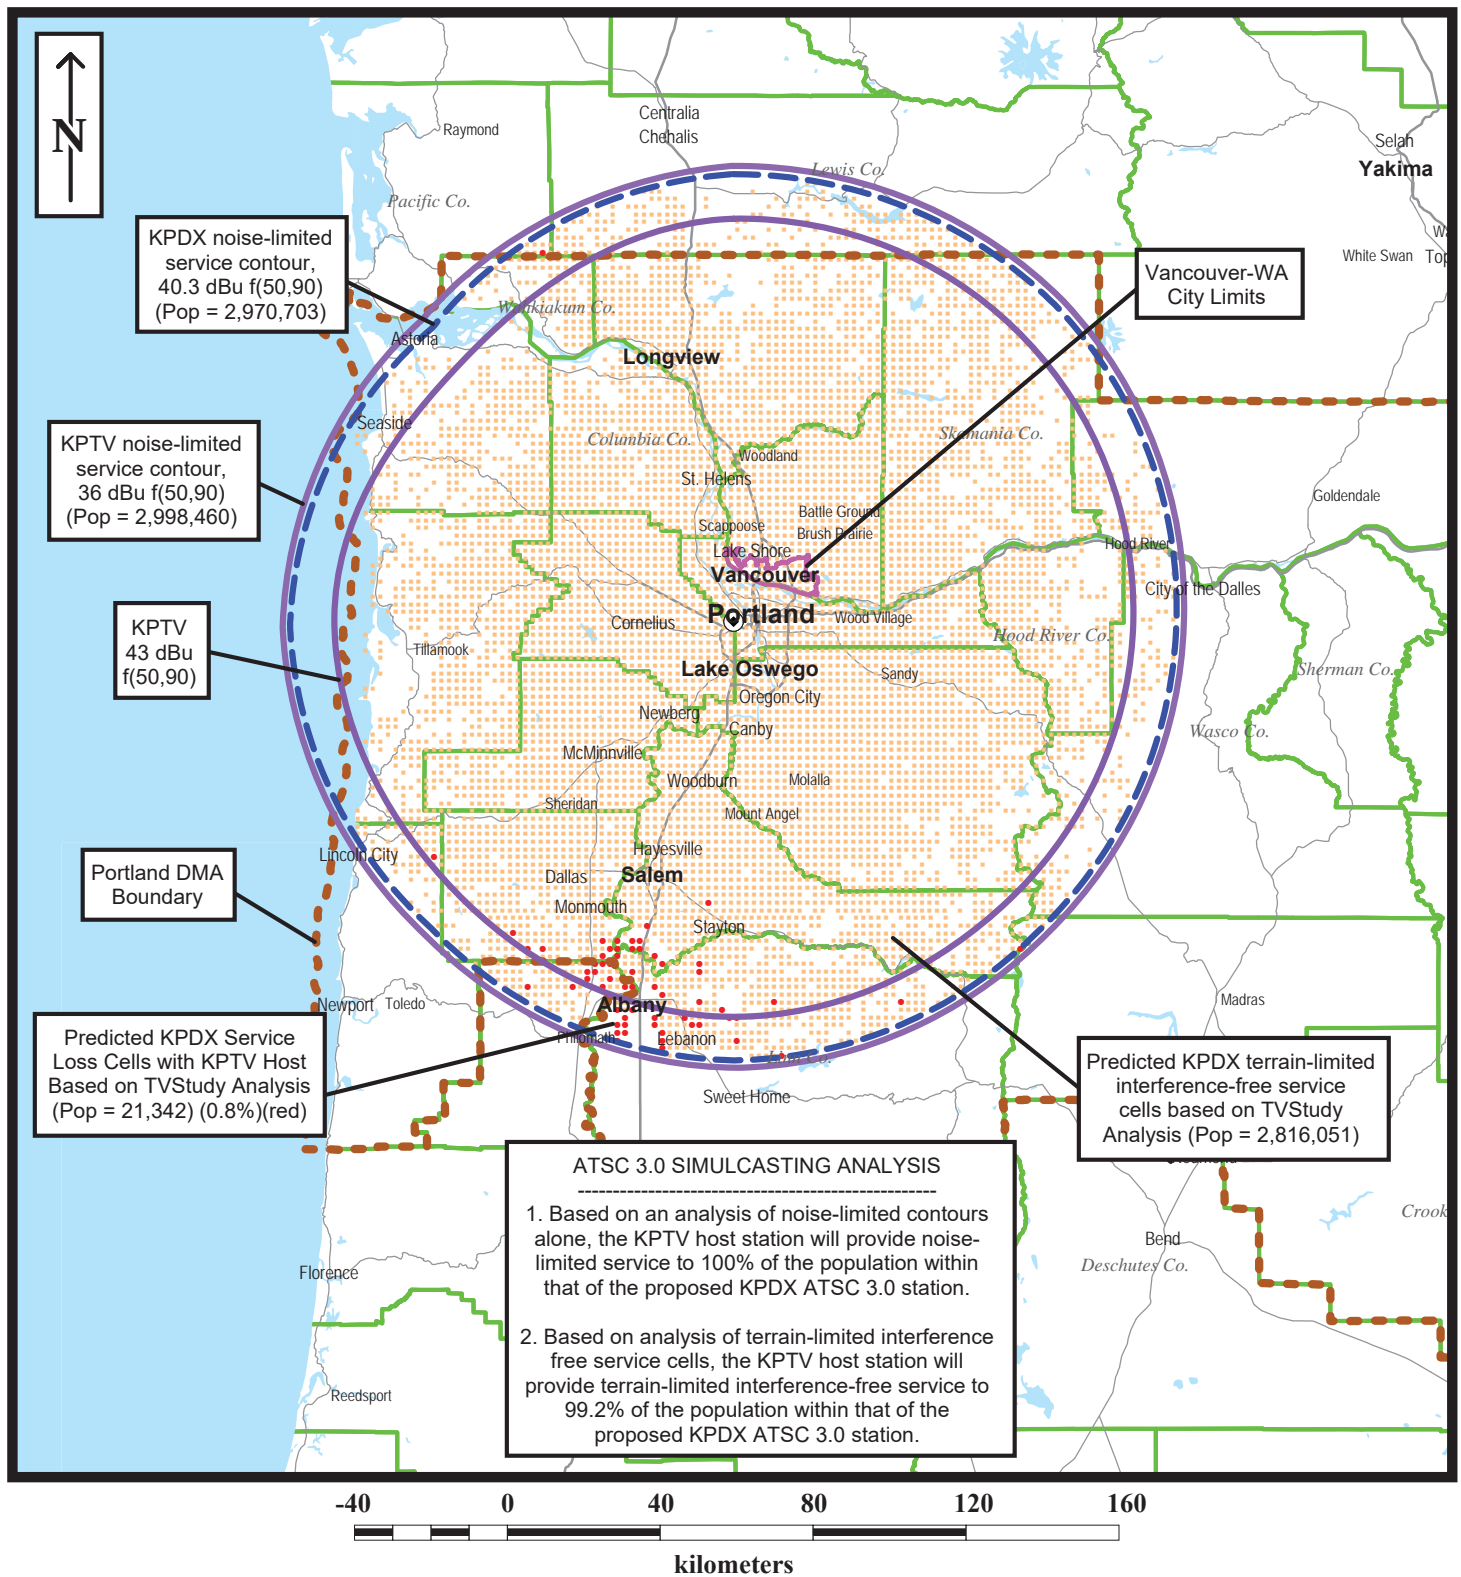 N
Centralia
Chehalis
Raymond
Selah
Yakima
Lewis Co.
Pacific Co.
KPDX noise-limited
service contour,
40.3 dBu f(50,90)
(Pop = 2,970,703)
White Swan
Vancouver-WA
City Limits
Wahkiakum Co.
Astoria
Longview
Seaside
KPTV noise-limited
service contour,
36 dBu f(50,90)
(Pop = 2,998,460)
Columbia Co.
Skamania Co.
Woodland
St. Helens
Goldendale
Battle Ground
Scappoose
Brush Prairie
Lake Shore
Hood River
Vancouver
City of the Dalles
Portland
Wood Village
Cornelius
KPTV
43 dBu
f(50,90)
Hood River Co.
Tillamook
Lake Oswego
Sandy
Sherman Co.
Oregon City
Newberg
Canby
Wasco Co.
McMinnville
Woodburn
Molalla
Sheridan
Mount Angel
Hayesville
Lincoln City
Portland DMA
Boundary
Dallas
Salem
Monmouth
Stayton
Newport
Toledo
Albany
Madras
Philomath
Lebanon
Linn Co.
Predicted KPDX Service
Loss Cells with KPTV Host
Based on TVStudy Analysis
(Pop = 21,342) (0.8%)(red)
Predicted KPDX terrain-limited
interference-free service
cells based on TVStudy
Analysis (Pop = 2,816,051)
Sweet Home
ATSC 3.0 SIMULCASTING ANALYSIS
---------------------------------------------------
1. Based on an analysis of noise-limited contours
alone, the KPTV host station will provide noise-
limited service to 100% of the population within
that of the proposed KPDX ATSC 3.0 station.
2. Based on analysis of terrain-limited interference
free service cells, the KPTV host station will
provide terrain-limited interference-free service to
99.2% of the population within that of the
proposed KPDX ATSC 3.0 station.
Crook
Bend
Deschutes Co.
Florence
Reedsport
-40 0 40 80 120 160
kilometers